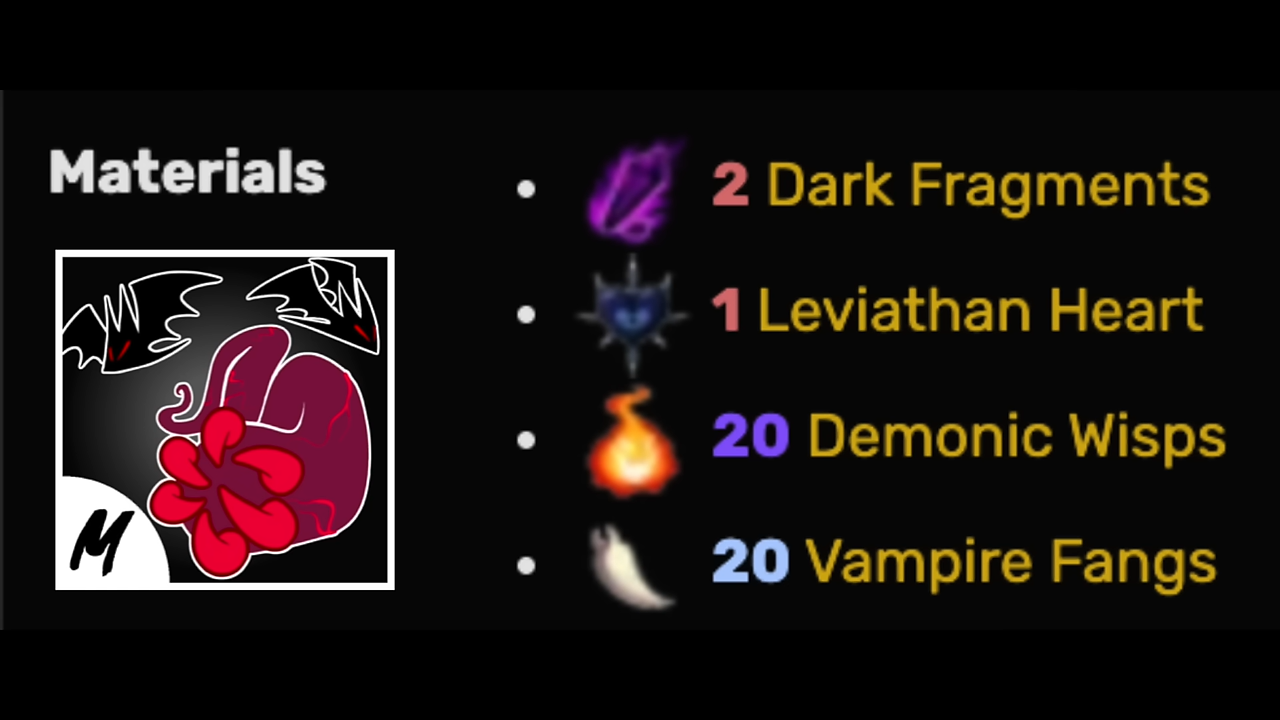 Materials
2 Dark Fragments
1 Leviathan Heart
20 Demonic Wisps
20 Vampire Fangs
M